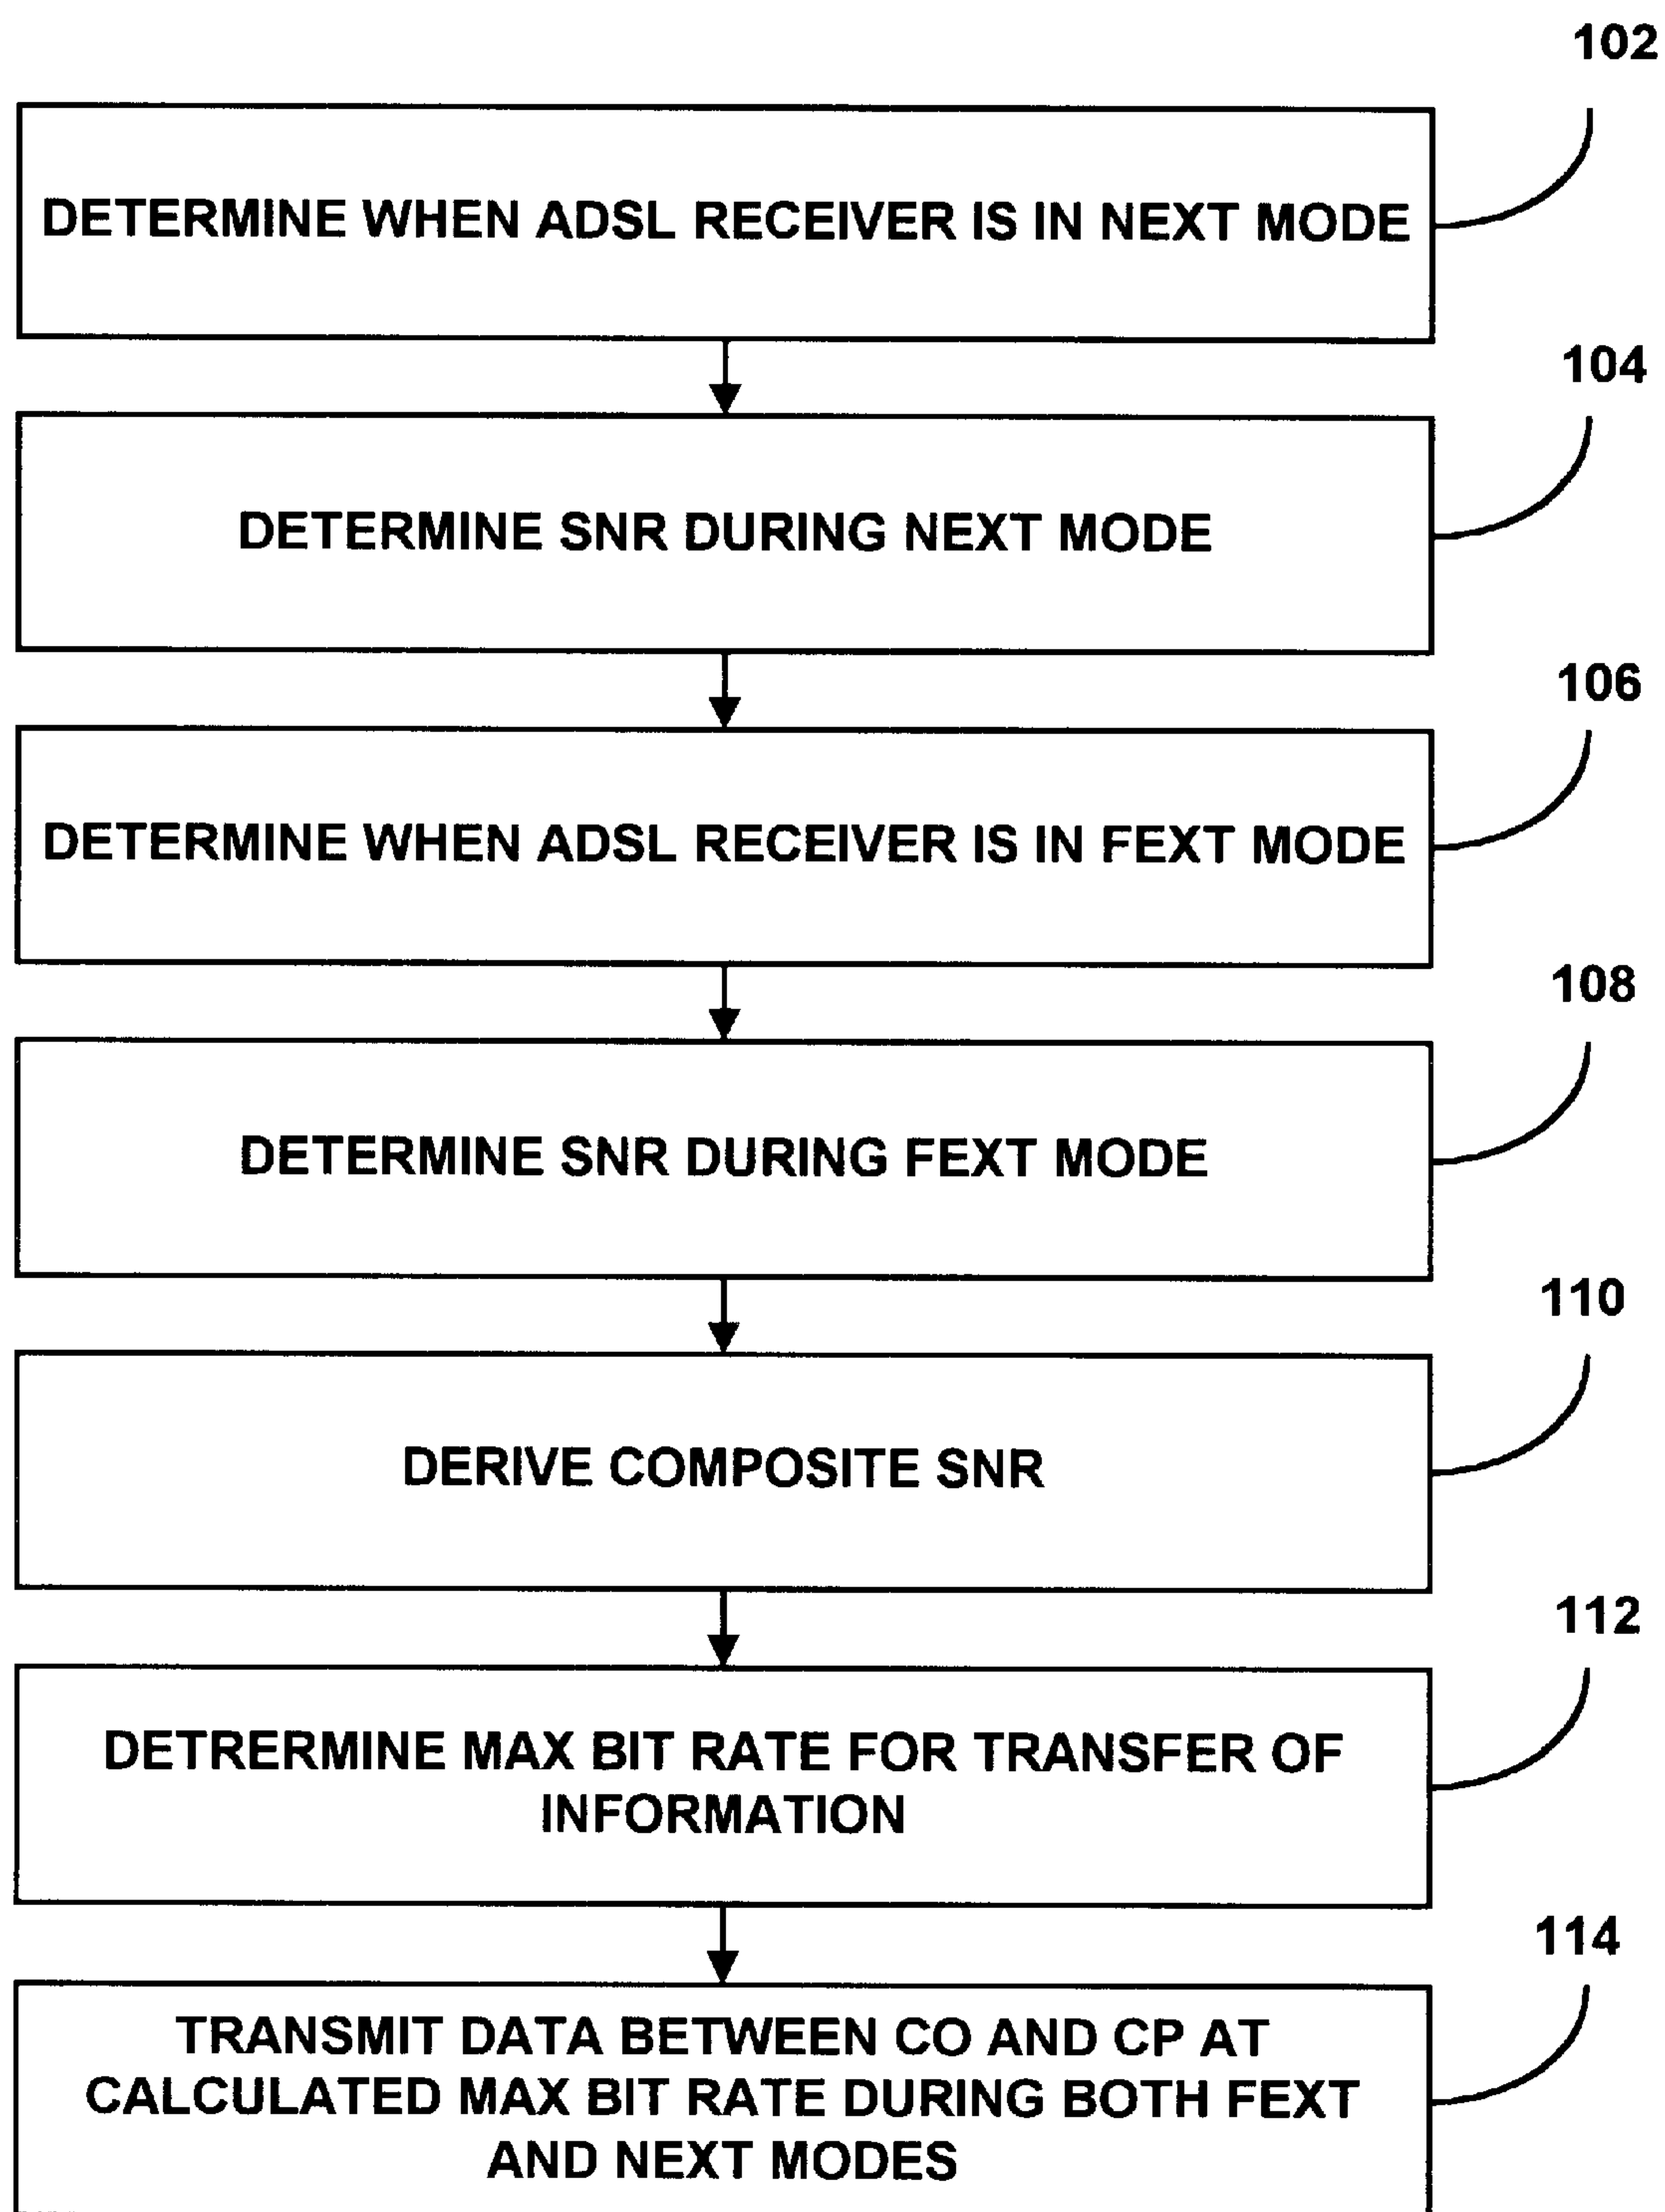 102
DETERMINE WHEN ADSL RECEIVER IS IN NEXT MODE
104
DETERMINE SNR DURING NEXT MODE
106
DETERMINE WHEN ADSL RECEIVER IS IN FEXT MODE
108
DETERMINE SNR DURING FEXT MODE
110
DERIVE COMPOSITE SNR
112
DETRERMINE MAX BIT RATE FOR TRANSFER OF
INFORMATION
114
TRANSMIT DATA BETWEEN CO AND CP AT
CALCULATED MAX BIT RATE DURING BOTH FEXT
AND NEXT MODES